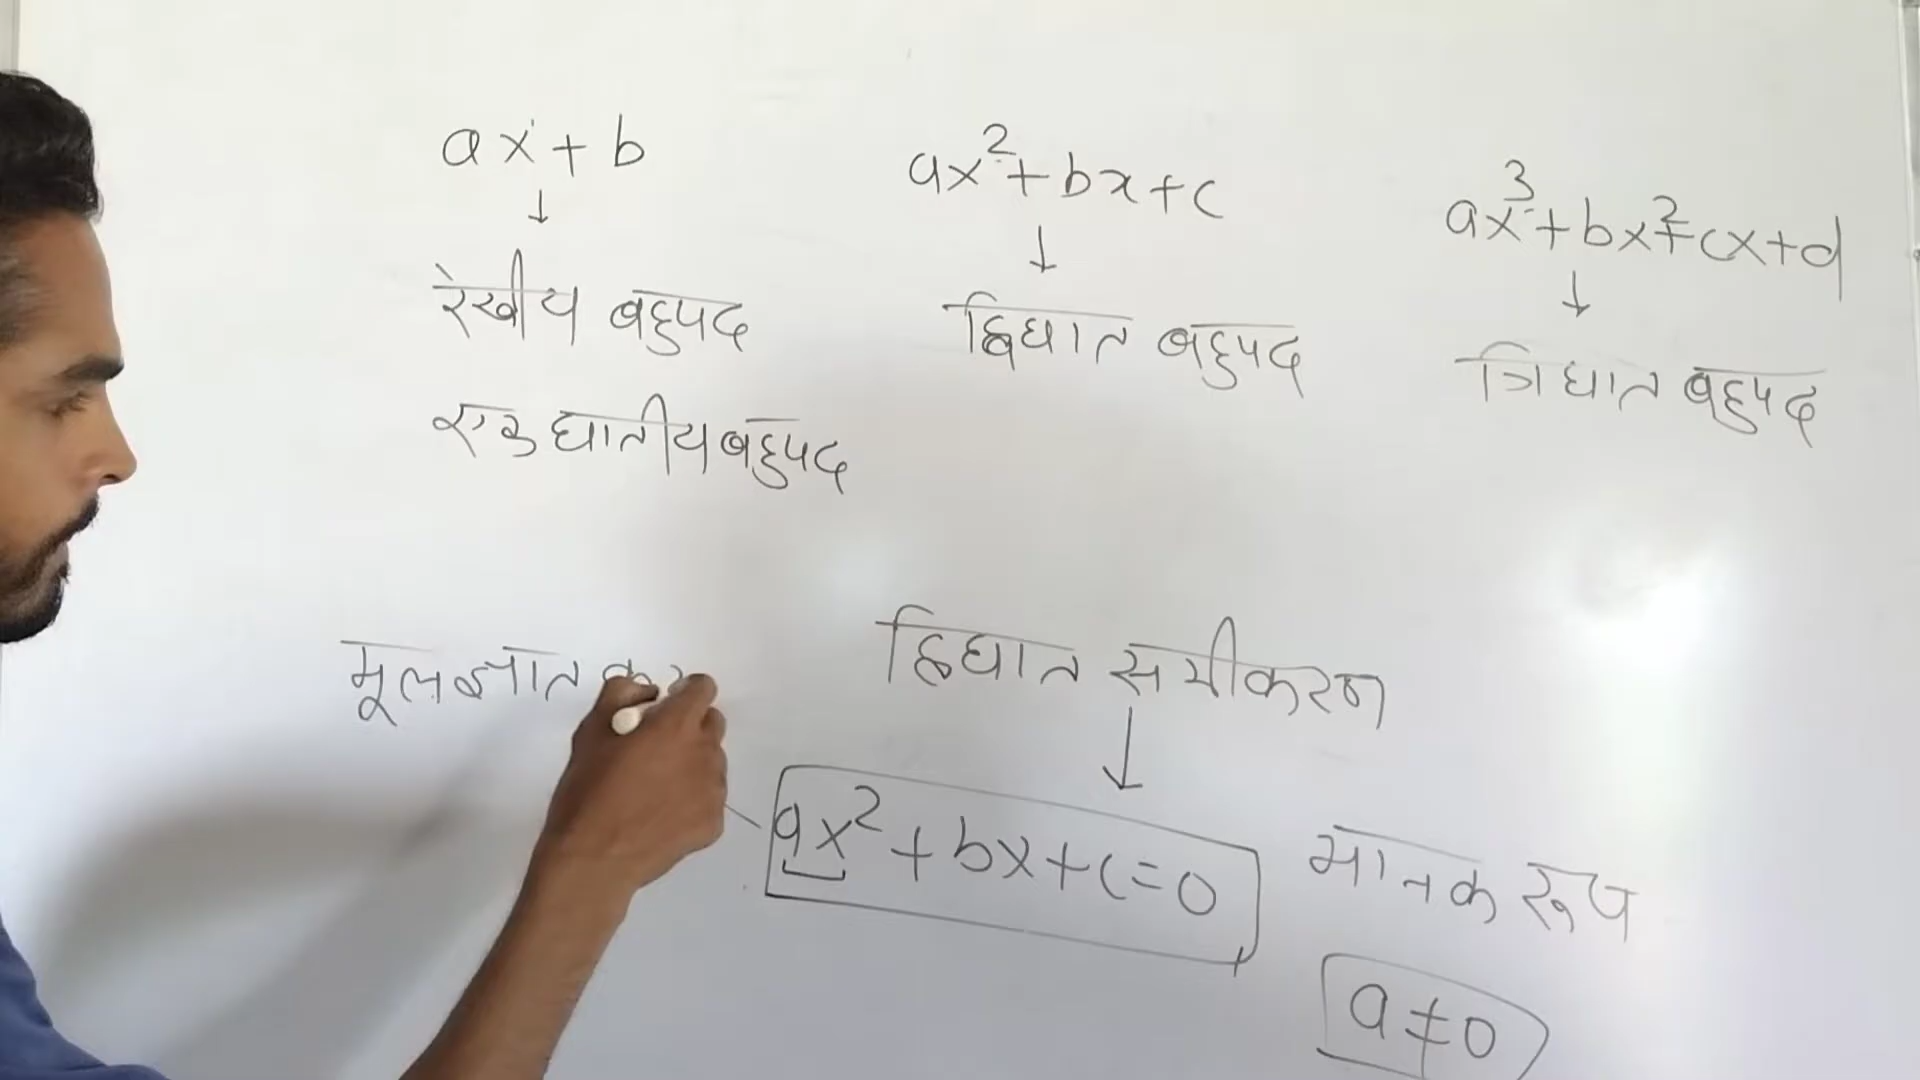 ax + b
रेखीय बहुपद
एक घातीय बहुपद
ax² + bx + c
द्विघात बहुपद
ax³ + bx² + cx + d
त्रिघात बहुपद
मूल ज्ञात
द्विघात समीकरण
ax² + bx + c = 0
मानक रूप
a ≠ 0